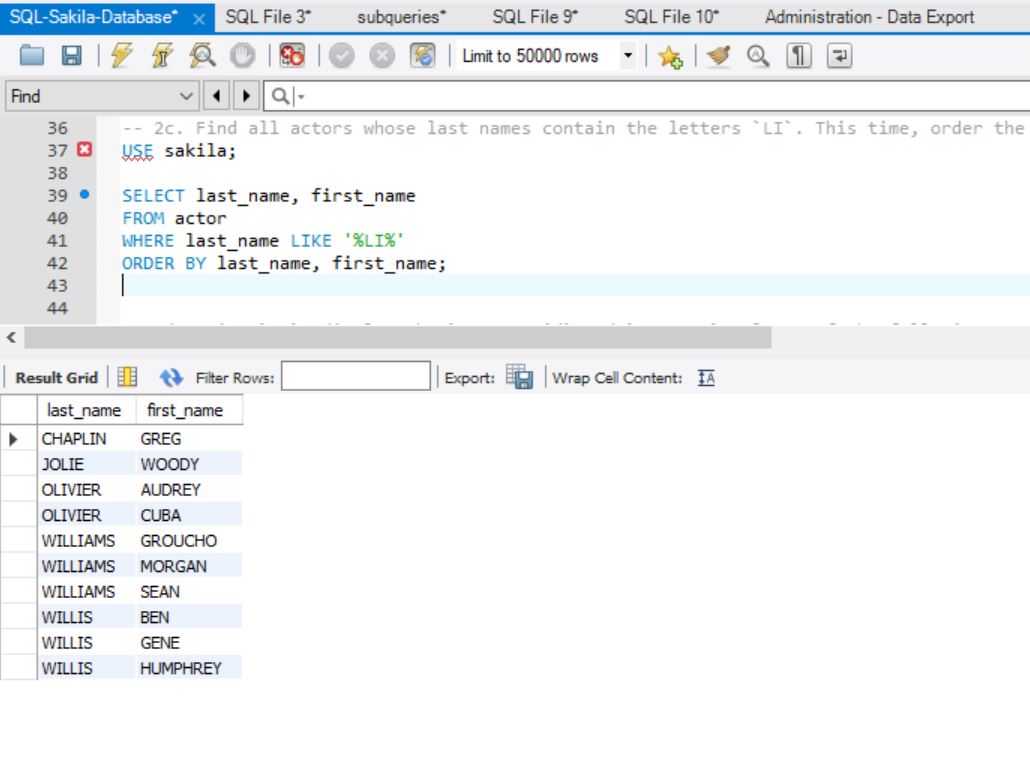 SQL-Sakila-Database* × SQL File 3* subqueries* SQL File 9* SQL File 10* Administration - Data Export
Limit to 50000 rows
Find
36 -- 2c. Find all actors whose last names contain the letters `LI`. This time, order the
37 USE sakila;
38
39 SELECT last_name, first_name
40 FROM actor
41 WHERE last_name LIKE '%LI%'
42 ORDER BY last_name, first_name;
43
44
Result Grid Filter Rows: Export: Wrap Cell Content: IA
last_name first_name
CHAPLIN GREG
JOLIE WOODY
OLIVIER AUDREY
OLIVIER CUBA
WILLIAMS GROUCHO
WILLIAMS MORGAN
WILLIAMS SEAN
WILLIS BEN
WILLIS GENE
WILLIS HUMPHREY